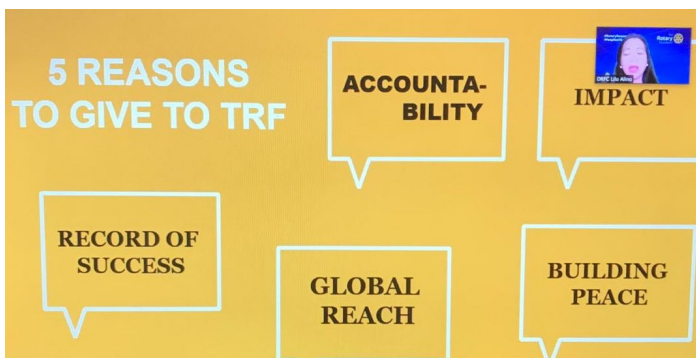 5 REASONS
TO GIVE TO TRF
ACCOUNTA-
BILITY
Rotary
IMPACT
RECORD OF
SUCCESS
GLOBAL
REACH
BUILDING
PEACE